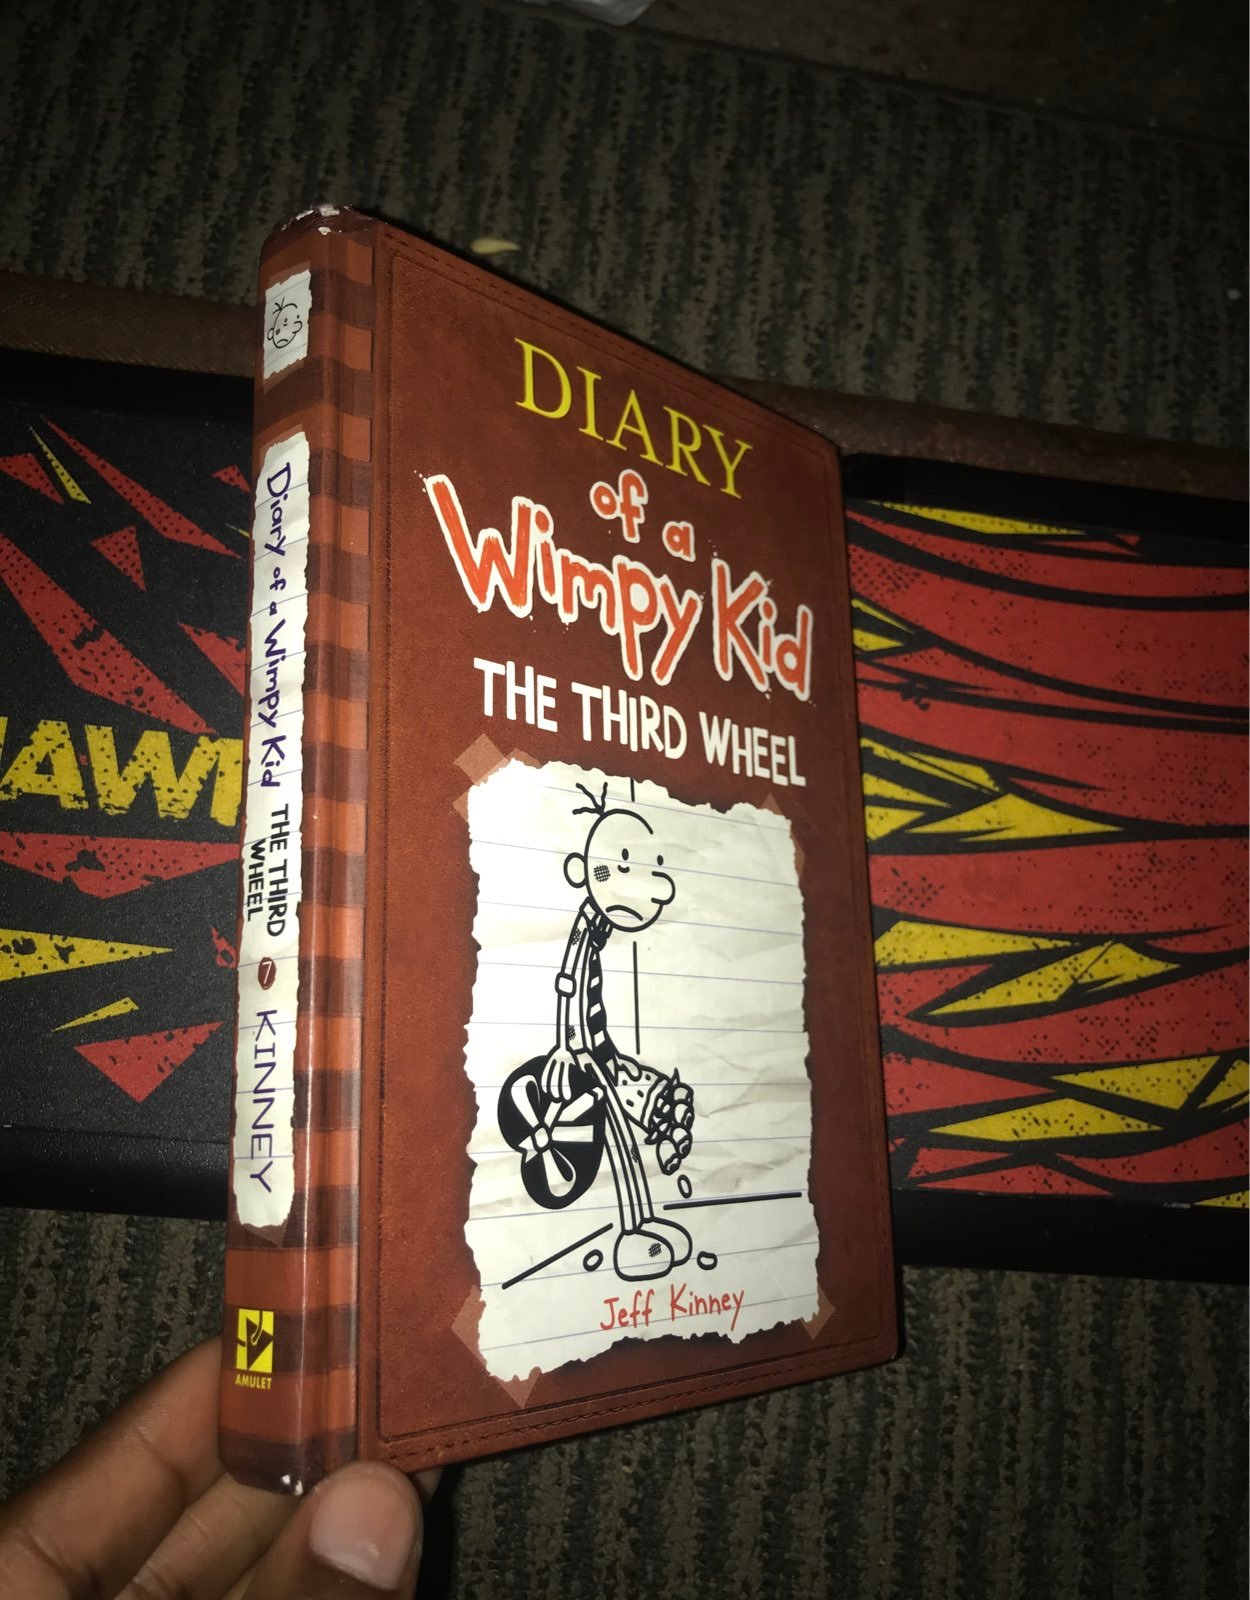 DIARY
of a
Wimpy Kid
THE THIRD WHEEL
Jeff Kinney
Diary of a Wimpy Kid THE THIRD
WHEEL
7
KINNEY
AMULET